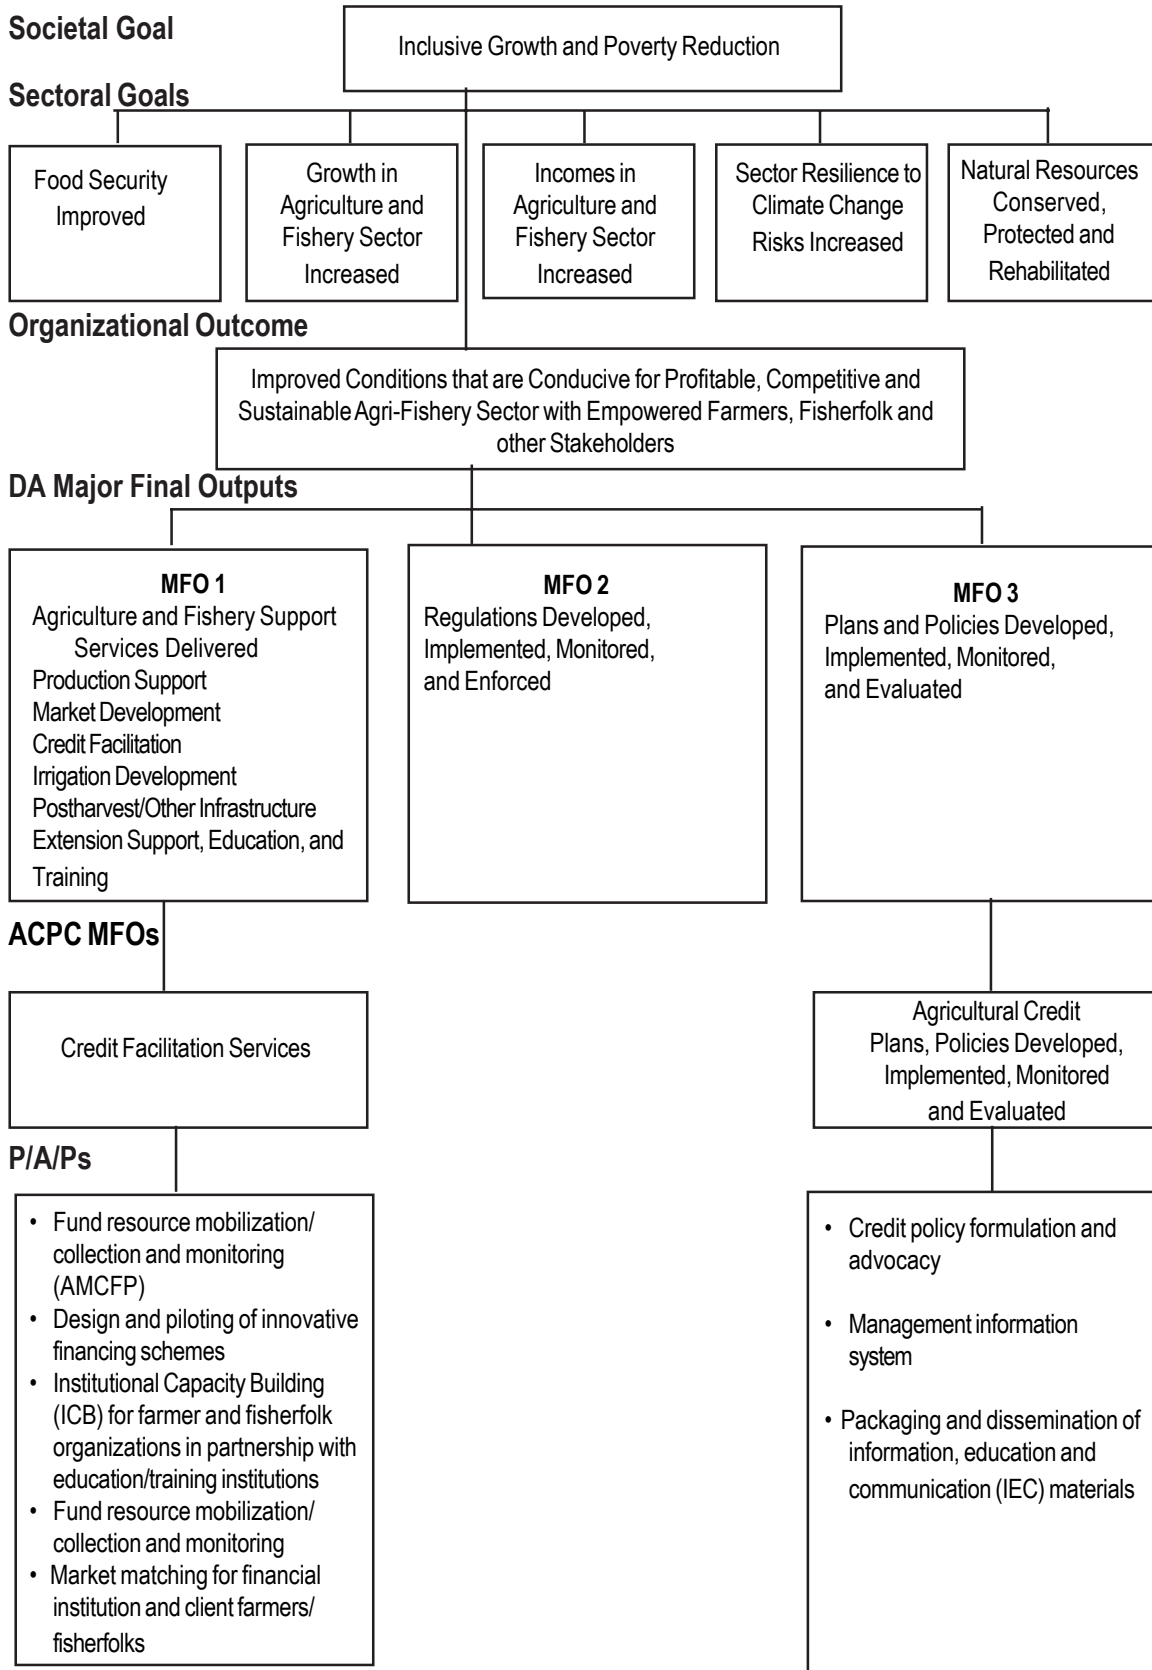 Societal Goal
Inclusive Growth and Poverty Reduction
Sectoral Goals
Food Security
Improved
Growth in
Agriculture and
Fishery Sector
Increased
Incomes in
Agriculture and
Fishery Sector
Increased
Sector Resilience to
Climate Change
Risks Increased
Natural Resources
Conserved,
Protected and
Rehabilitated
Organizational Outcome
Improved Conditions that are Conducive for Profitable, Competitive and
Sustainable Agri-Fishery Sector with Empowered Farmers, Fisherfolk and
other Stakeholders
DA Major Final Outputs
MFO 1
Agriculture and Fishery Support
Services Delivered
Production Support
Market Development
Credit Facilitation
Irrigation Development
Postharvest/Other Infrastructure
Extension Support, Education, and
Training
MFO 2
Regulations Developed,
Implemented, Monitored,
and Enforced
MFO 3
Plans and Policies Developed,
Implemented, Monitored,
and Evaluated
ACPC MFOs
Credit Facilitation Services
Agricultural Credit
Plans, Policies Developed,
Implemented, Monitored
and Evaluated
P/A/Ps
• Fund resource mobilization/
collection and monitoring
(AMCFP)
• Design and piloting of innovative
financing schemes
• Institutional Capacity Building
(ICB) for farmer and fisherfolk
organizations in partnership with
education/training institutions
• Fund resource mobilization/
collection and monitoring
• Market matching for financial
institution and client farmers/
fisherfolks
• Credit policy formulation and
advocacy
• Management information
system
• Packaging and dissemination of
information, education and
communication (IEC) materials